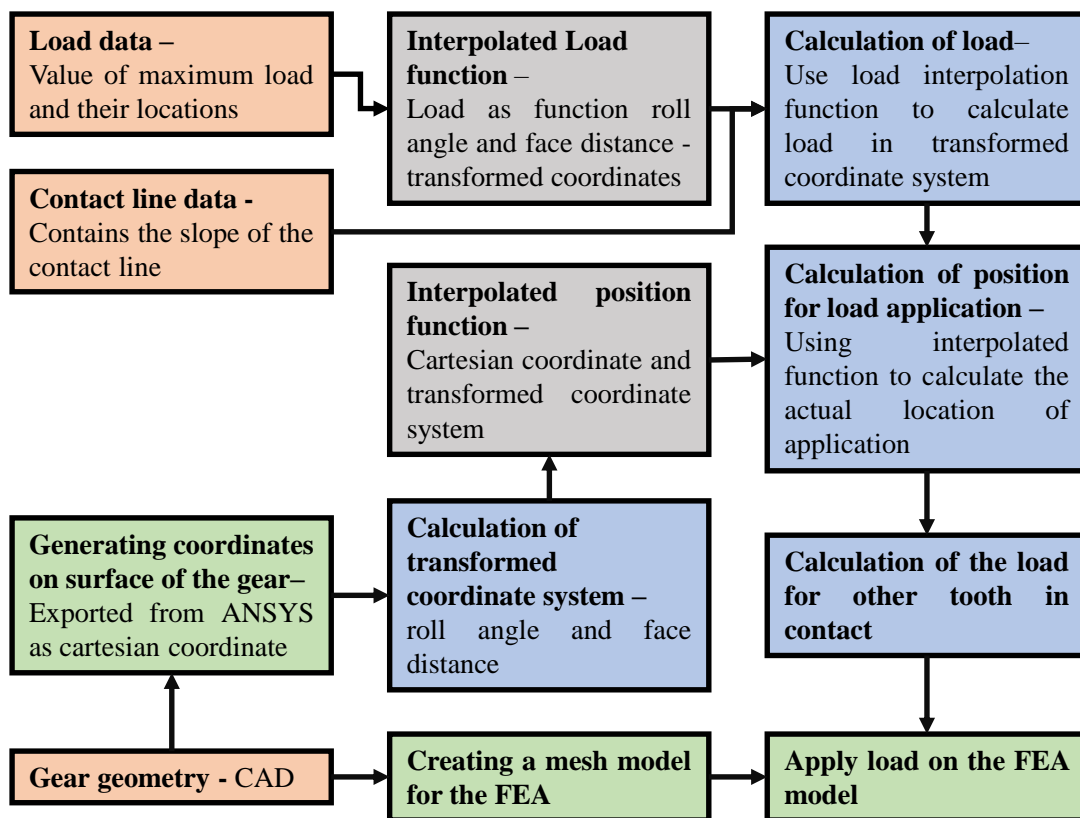 Load data –
Value of maximum load
and their locations
Interpolated Load
function –
Load as function roll
angle and face distance -
transformed coordinates
Calculation of load–
Use load interpolation
function to calculate
load in transformed
coordinate system
Contact line data -
Contains the slope of the
contact line
Interpolated position
function –
Cartesian coordinate and
transformed coordinate
system
Calculation of position
for load application –
Using interpolated
function to calculate the
actual location of
application
Generating coordinates
on surface of the gear–
Exported from ANSYS
as cartesian coordinate
Calculation of
transformed
coordinate system –
roll angle and face
distance
Calculation of the load
for other tooth in
contact
Gear geometry - CAD
Creating a mesh model
for the FEA
Apply load on the FEA
model